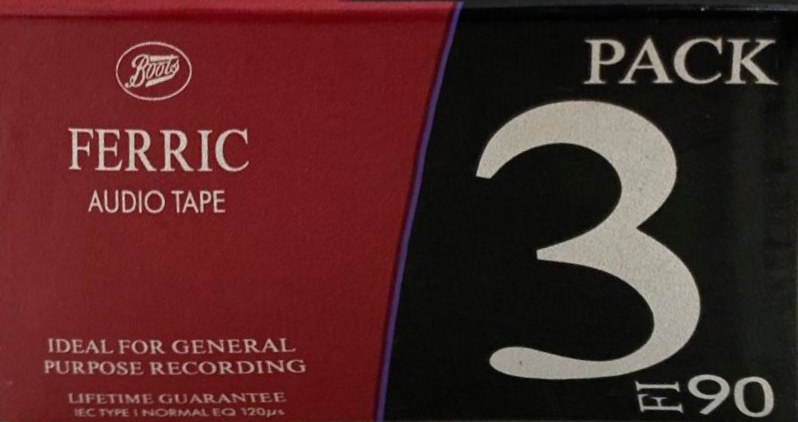 Boots
FERRIC
AUDIO TAPE
IDEAL FOR GENERAL
PURPOSE RECORDING
LIFETIME GUARANTEE
IEC TYPE I NORMAL EQ 120µs
PACK
3
FI 90